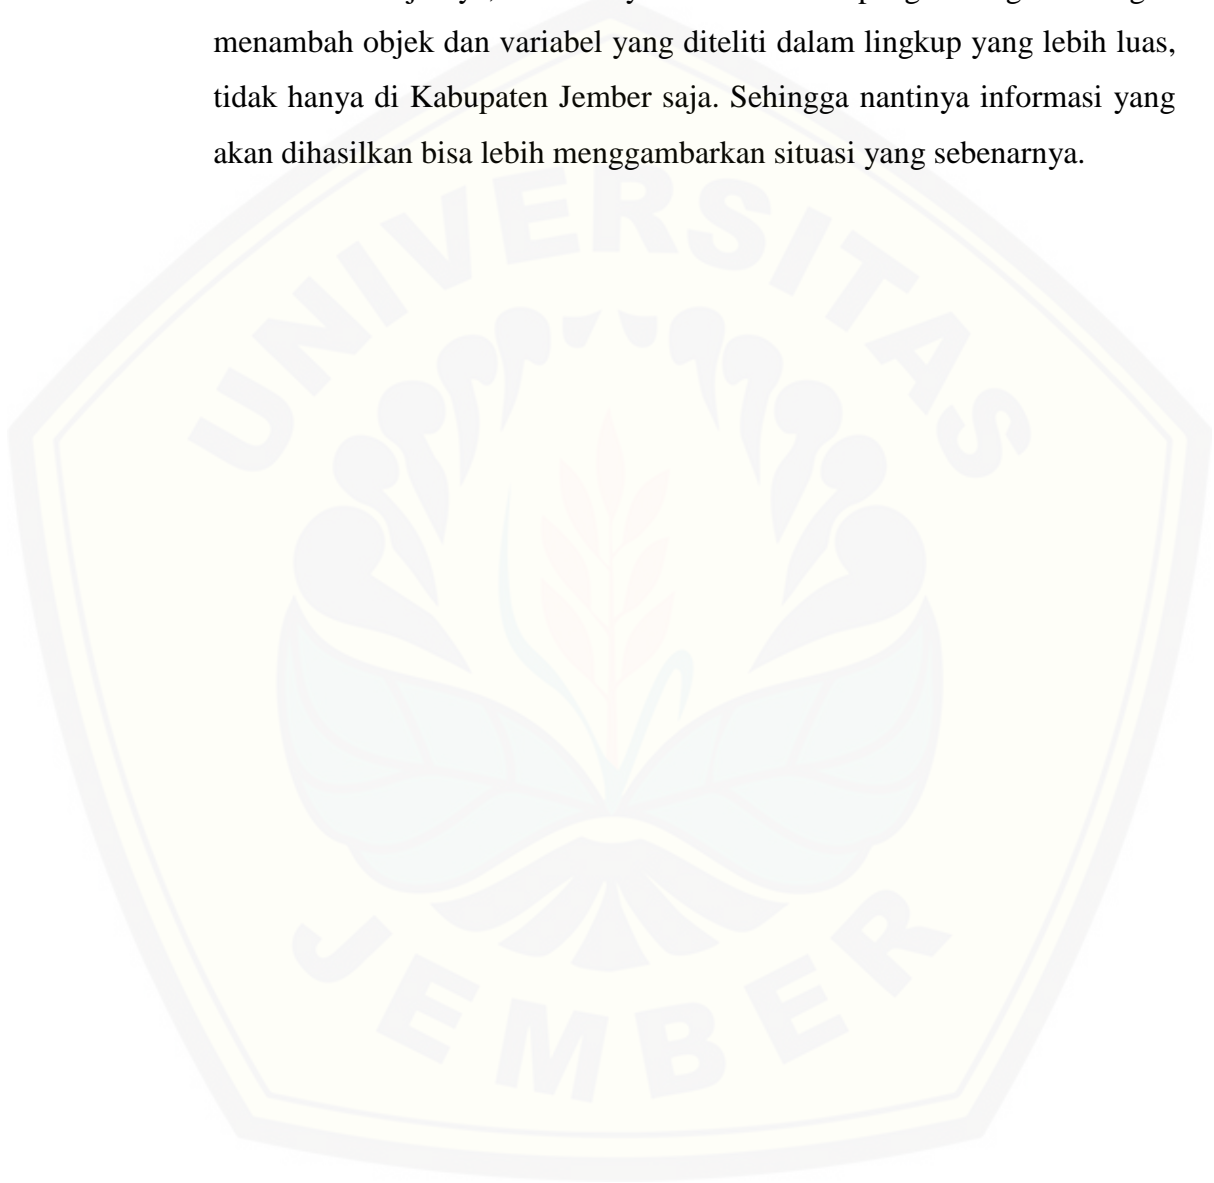 menambah objek dan variabel yang diteliti dalam lingkup yang lebih luas,
tidak hanya di Kabupaten Jember saja. Sehingga nantinya informasi yang
akan dihasilkan bisa lebih menggambarkan situasi yang sebenarnya.
UNIVERSITAS
JEMBER